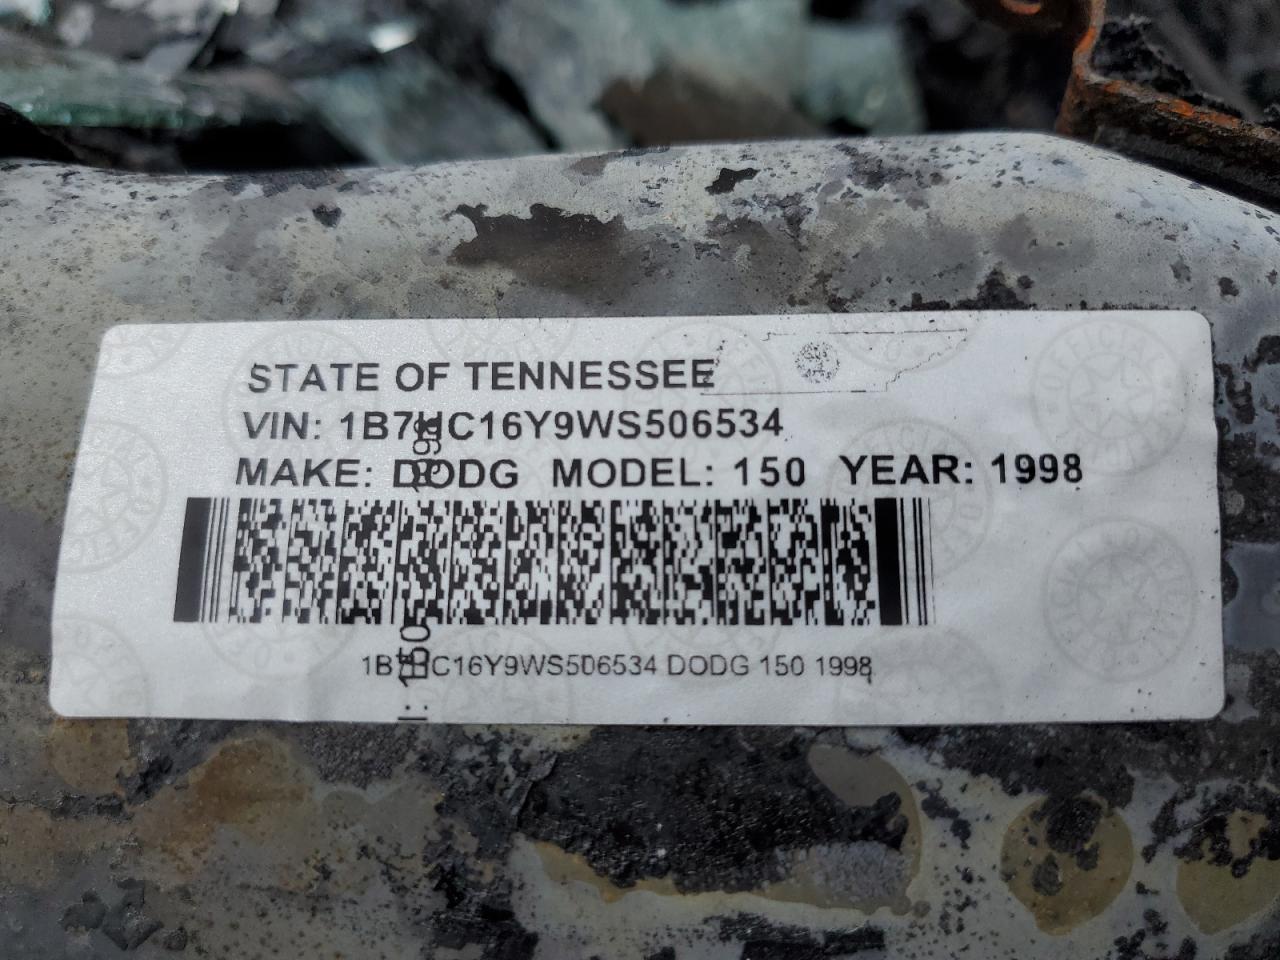 STATE OF TENNESSEE
VIN: 1B7HC16Y9WS506534
MAKE: DODG MODEL: 150 YEAR: 1998
1B7HC16Y9WS506534 DODG 150 1998